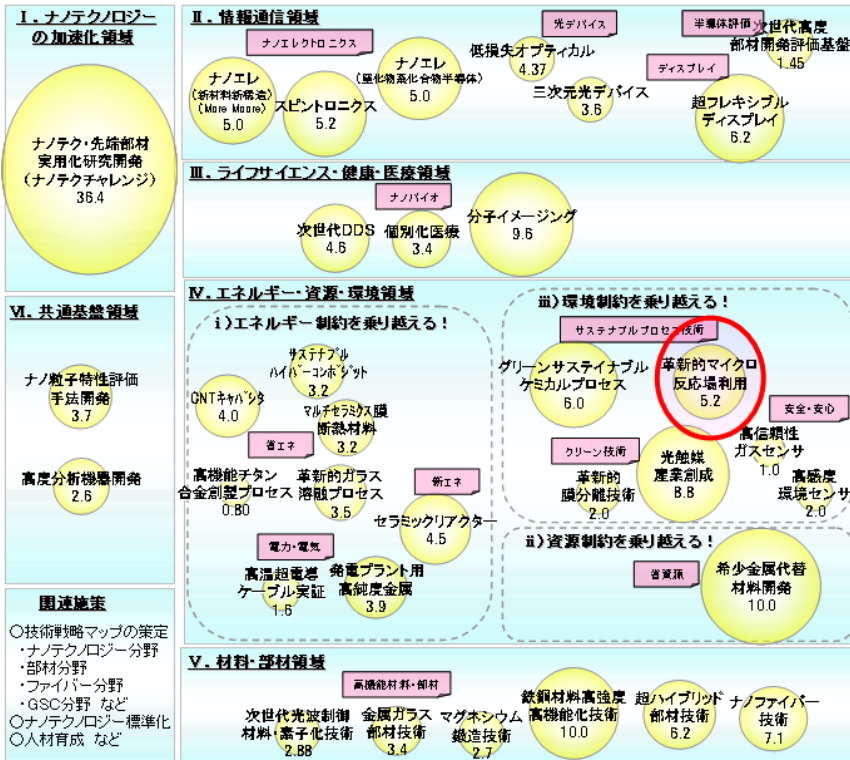 Ⅰ．ナノテクノロジー
の加速化領域
ナノテク・先端部材
実用化研究開発
(ナノテクチャレンジ)
36.4
Ⅱ．情報通信領域
ナノエレクトロニクス
ナノエレ
(新材料新構造)
(More Moore)
5.0
スピントロニクス
5.2
ナノエレ
(窒化物系化合物半導体)
5.0
光デバイス
低損失オプティカル
4.37
三次元光デバイス
3.6
半導体評価
次世代高度
部材開発評価基盤
1.45
ディスプレイ
超フレキシブル
ディスプレイ
6.2
Ⅲ．ライフサイエンス・健康・医療領域
ナノバイオ
次世代DDS
4.6
個別化医療
3.4
分子イメージング
9.6
Ⅳ．エネルギー・資源・環境領域
ⅰ)エネルギー制約を乗り越える！
サステナブル
ハイパーコンポジット
3.2
CNTキャパシタ
4.0
マルチセラミクス膜
断熱材料
3.2
省エネ
高機能チタン
合金創製プロセス
0.80
革新的ガラス
溶融プロセス
3.5
新エネ
セラミックリアクター
4.5
電力・電気
高温超電導
ケーブル実証
1.6
発電プラント用
高純度金属
3.9
ⅲ)環境制約を乗り越える！
サステナブルプロセス技術
グリーンサステイナブル
ケミカルプロセス
6.0
革新的マイクロ
反応場利用
5.2
安全・安心
高信頼性
ガスセンサ
1.0
クリーン技術
革新的
膜分離技術
2.0
光触媒
産業創成
8.8
高感度
環境センサ
2.0
ⅱ)資源制約を乗り越える！
省資源
希少金属代替
材料開発
10.0
Ⅵ．共通基盤領域
ナノ粒子特性評価
手法開発
3.7
高度分析機器開発
2.6
関連施策
○技術戦略マップの策定
・ナノテクノロジー分野
・部材分野
・ファイバー分野
・GSC分野 など
○ナノテクノロジー標準化
○人材育成 など
Ⅴ．材料・部材領域
高機能材料・部材
次世代光波制御
材料・素子化技術
2.88
金属ガラス
部材技術
3.4
マグネシウム
鍛造技術
2.7
鉄鋼材料高強度
高機能化技術
10.0
超ハイブリッド
部材技術
6.2
ナノファイバー
技術
7.1